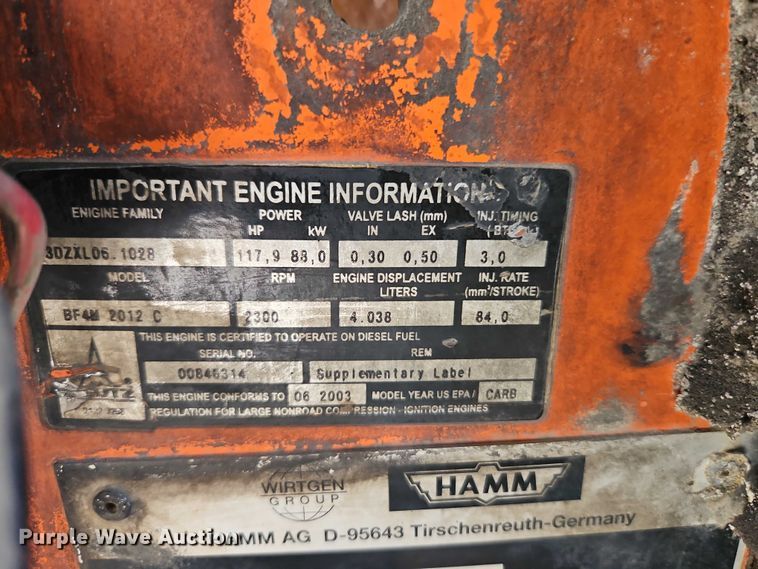 IMPORTANT ENGINE INFORMATION
ENIGINE FAMILY POWER VALVE LASH (mm) INJ. TIMING
HP kW IN EX
3DZXL06.1028 117,9 88,0 0,30 0,50 3,0
MODEL RPM ENGINE DISPLACEMENT INJ. RATE
LITERS (mm³/STROKE)
BF4M 2012 C 2300 4.038 84,0
THIS ENGINE IS CERTIFIED TO OPERATE ON DIESEL FUEL
SERIAL NO. REM
00846314 Supplementary Label
THIS ENGINE CONFORMS TO 06 2003 MODEL YEAR US EPA / CARB
REGULATION FOR LARGE NONROAD COMPRESSION - IGNITION ENGINES
WIRTGEN
GROUP
HAMM
HAMM AG D-95643 Tirschenreuth-Germany
Purple Wave Auction